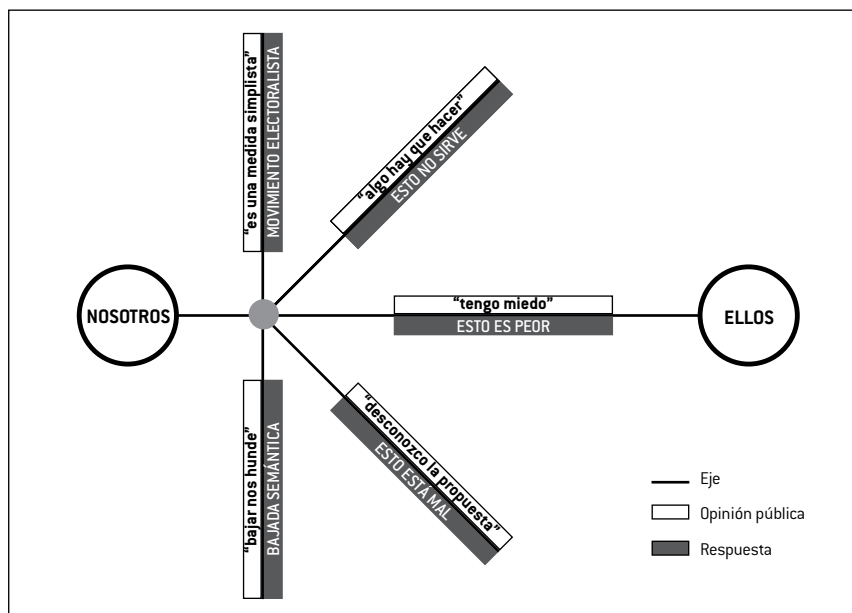 “es una medida simplista”
MOVIMIENTO ELECTORALISTA
“algo hay que hacer”
ESTO NO SIRVE
NOSOTROS
“tengo miedo”
ESTO ES PEOR
ELLOS
“bajar nos hunde”
BAJADA SEMÁNTICA
“desconozco la propuesta”
ESTO ESTÁ MAL
Eje
Opinión pública
Respuesta